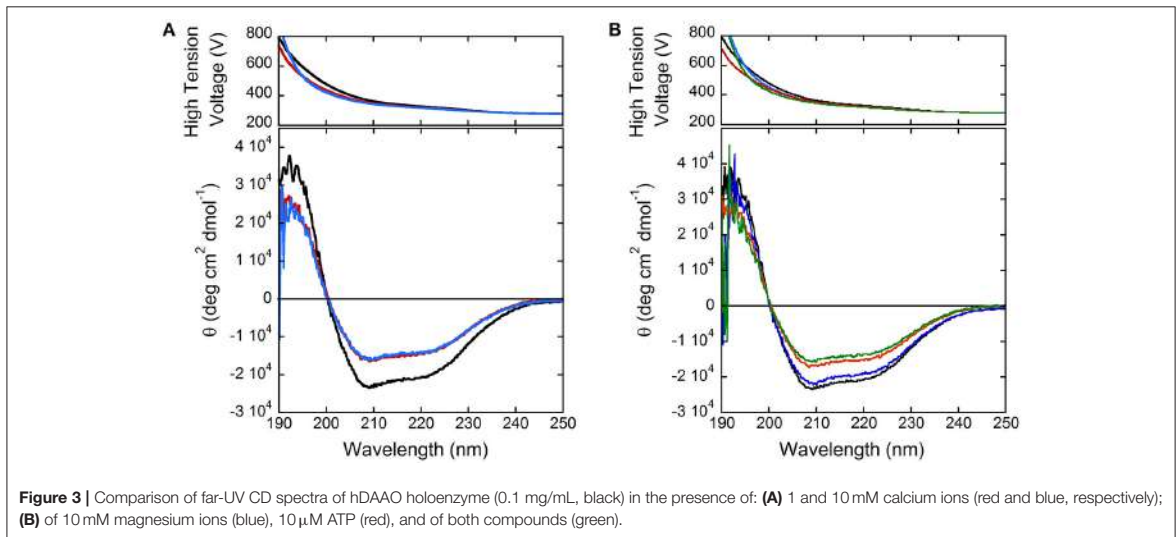 A
High Tension
Voltage (V)
800
600
400
200
4 10⁴
3 10⁴
2 10⁴
1 10⁴
0
-1 10⁴
-2 10⁴
-3 10⁴
θ (deg cm² dmol⁻¹)
190 200 210 220 230 240 250
Wavelength (nm)
B
High Tension
Voltage (V)
800
600
400
200
4 10⁴
3 10⁴
2 10⁴
1 10⁴
0
-1 10⁴
-2 10⁴
-3 10⁴
θ (deg cm² dmol⁻¹)
190 200 210 220 230 240 250
Wavelength (nm)
Figure 3 | Comparison of far-UV CD spectra of hDAAO holoenzyme (0.1 mg/mL, black) in the presence of: (A) 1 and 10 mM calcium ions (red and blue, respectively);
(B) of 10 mM magnesium ions (blue), 10 μM ATP (red), and of both compounds (green).